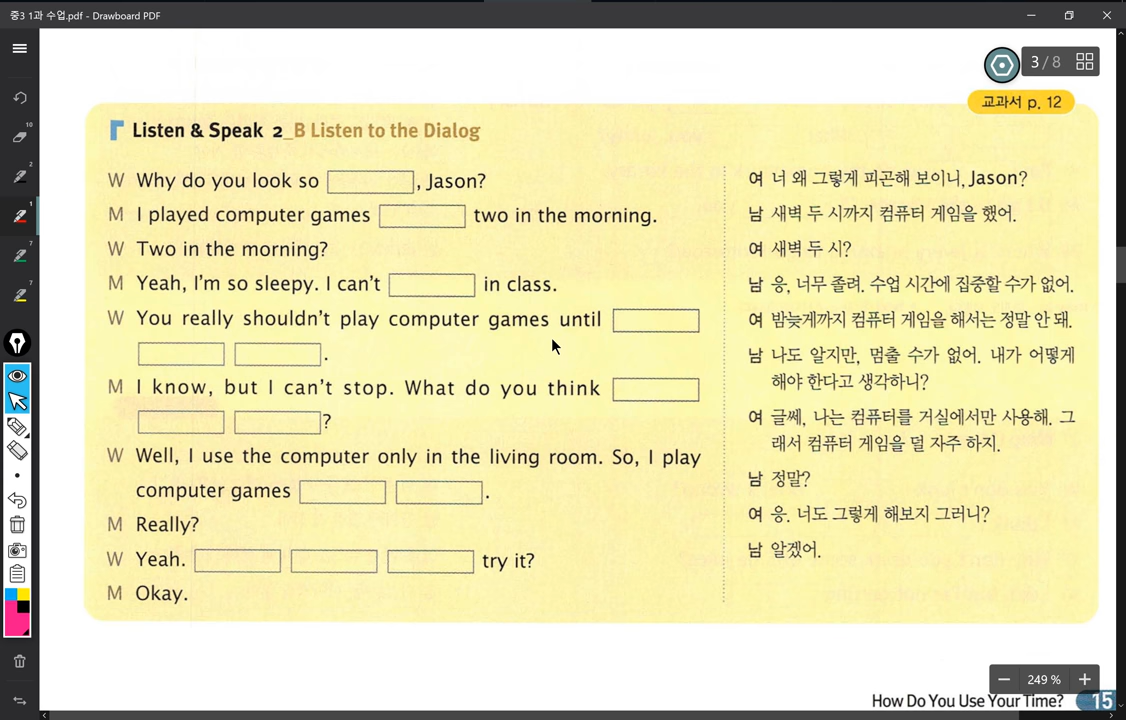 중3 1과 수업.pdf - Drawboard PDF
3 / 8
교과서 p. 12
Listen & Speak 2_B Listen to the Dialog
W Why do you look so , Jason?
M I played computer games two in the morning.
W Two in the morning?
M Yeah, I'm so sleepy. I can't in class.
W You really shouldn't play computer games until
.
M I know, but I can't stop. What do you think
?
W Well, I use the computer only in the living room. So, I play
computer games .
M Really?
W Yeah. try it?
M Okay.
여 너 왜 그렇게 피곤해 보이니, Jason?
남 새벽 두 시까지 컴퓨터 게임을 했어.
여 새벽 두 시?
남 응, 너무 졸려. 수업 시간에 집중할 수가 없어.
여 밤늦게까지 컴퓨터 게임을 해서는 정말 안 돼.
남 나도 알지만, 멈출 수가 없어. 내가 어떻게
해야 한다고 생각하니?
여 글쎄, 나는 컴퓨터를 거실에서만 사용해. 그
래서 컴퓨터 게임을 덜 자주 하지.
남 정말?
여 응. 너도 그렇게 해보지 그러니?
남 알겠어.
249 %
How Do You Use Your Time? 15
10
2
1
7
7